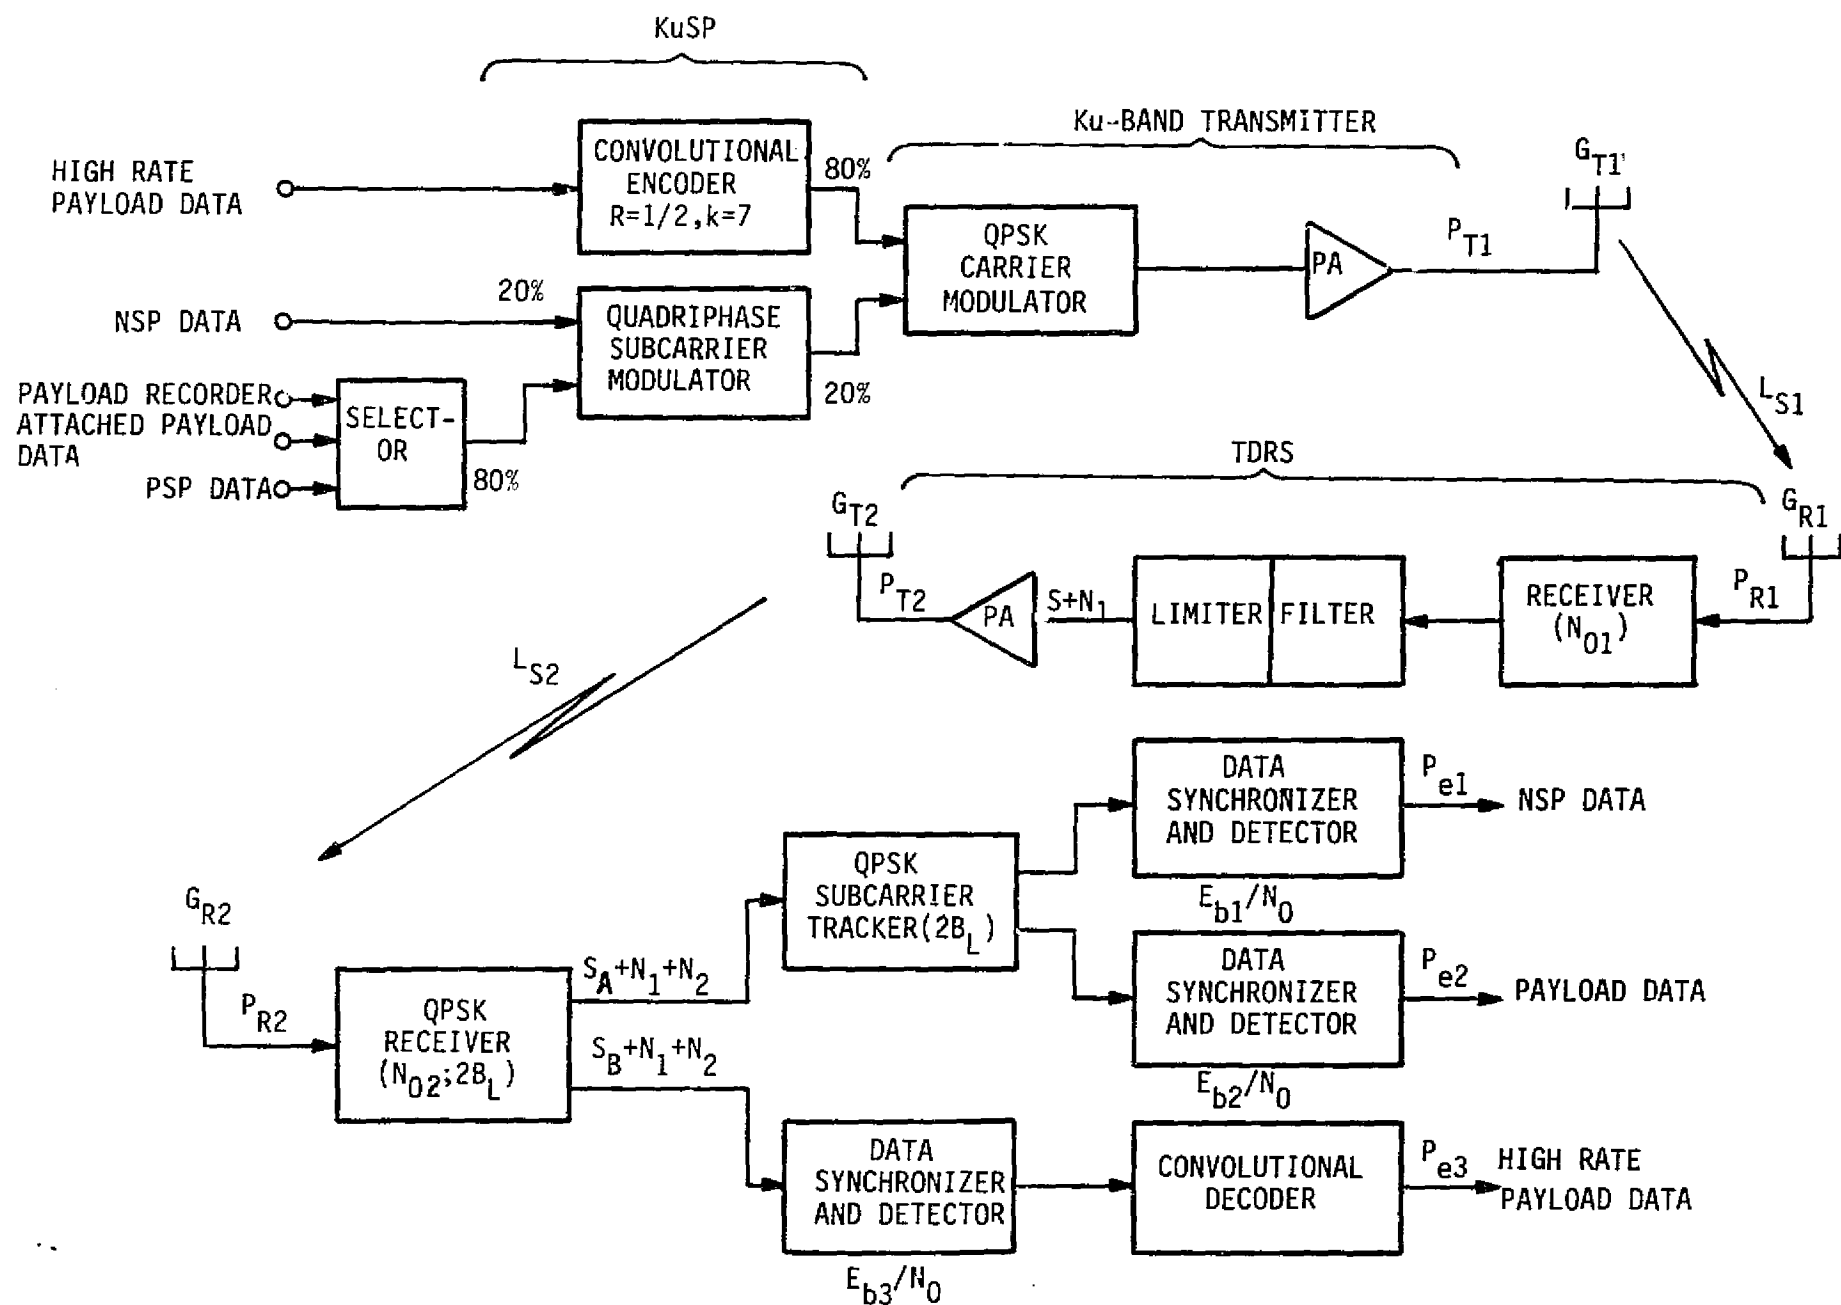 KuSP
HIGH RATE
PAYLOAD DATA
CONVOLUTIONAL
ENCODER
R=1/2,k=7
80%
Ku-BAND TRANSMITTER
G_T1'
NSP DATA
20%
QUADRIPHASE
SUBCARRIER
MODULATOR
20%
QPSK
CARRIER
MODULATOR
PA
P_T1
PAYLOAD RECORDER
ATTACHED PAYLOAD
DATA
PSP DATA
SELECT-
OR
80%
L_S1
TDRS
G_T2
G_R1
P_T2
PA
S+N_1
LIMITER
FILTER
RECEIVER
(N_01)
P_R1
L_S2
G_R2
P_R2
QPSK
RECEIVER
(N_02;2B_L)
S_A+N_1+N_2
S_B+N_1+N_2
QPSK
SUBCARRIER
TRACKER(2B_L)
DATA
SYNCHRONIZER
AND DETECTOR
P_e1
NSP DATA
E_b1/N_0
DATA
SYNCHRONIZER
AND DETECTOR
P_e2
PAYLOAD DATA
E_b2/N_0
DATA
SYNCHRONIZER
AND DETECTOR
E_b3/N_0
CONVOLUTIONAL
DECODER
P_e3
HIGH RATE
PAYLOAD DATA